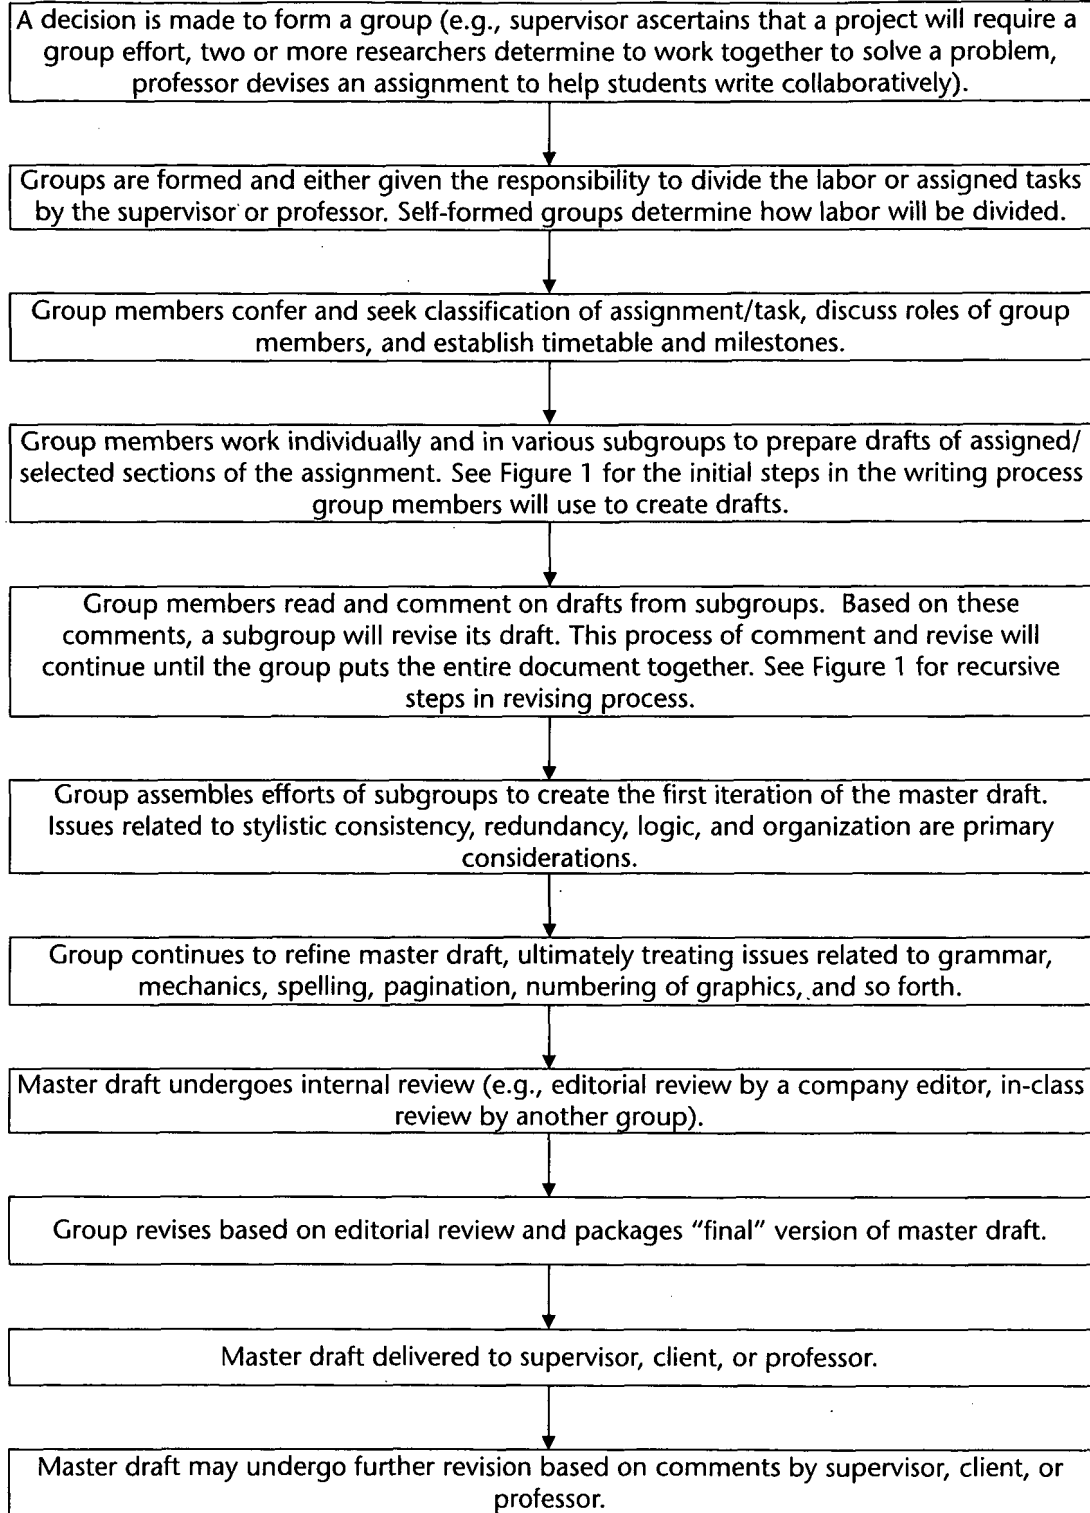 A decision is made to form a group (e.g., supervisor ascertains that a project will require a
group effort, two or more researchers determine to work together to solve a problem,
professor devises an assignment to help students write collaboratively).
Groups are formed and either given the responsibility to divide the labor or assigned tasks
by the supervisor or professor. Self-formed groups determine how labor will be divided.
Group members confer and seek classification of assignment/task, discuss roles of group
members, and establish timetable and milestones.
Group members work individually and in various subgroups to prepare drafts of assigned/
selected sections of the assignment. See Figure 1 for the initial steps in the writing process
group members will use to create drafts.
Group members read and comment on drafts from subgroups. Based on these
comments, a subgroup will revise its draft. This process of comment and revise will
continue until the group puts the entire document together. See Figure 1 for recursive
steps in revising process.
Group assembles efforts of subgroups to create the first iteration of the master draft.
Issues related to stylistic consistency, redundancy, logic, and organization are primary
considerations.
Group continues to refine master draft, ultimately treating issues related to grammar,
mechanics, spelling, pagination, numbering of graphics, and so forth.
Master draft undergoes internal review (e.g., editorial review by a company editor, in-class
review by another group).
Group revises based on editorial review and packages “final” version of master draft.
Master draft delivered to supervisor, client, or professor.
Master draft may undergo further revision based on comments by supervisor, client, or
professor.